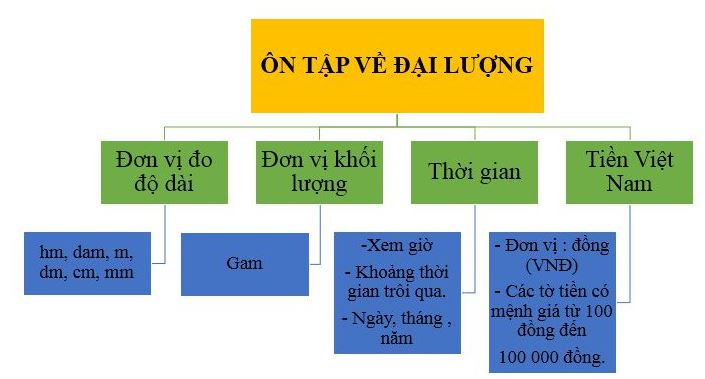 ÔN TẬP VỀ ĐẠI LƯỢNG
Đơn vị đo
độ dài
Đơn vị khối
lượng
Thời gian
Tiền Việt
Nam
hm, dam, m,
dm, cm, mm
Gam
-Xem giờ
- Khoảng thời
gian trôi qua.
- Ngày, tháng ,
năm
- Đơn vị : đồng
(VNĐ)
- Các tờ tiền có
mệnh giá từ 100
đồng đến
100 000 đồng.